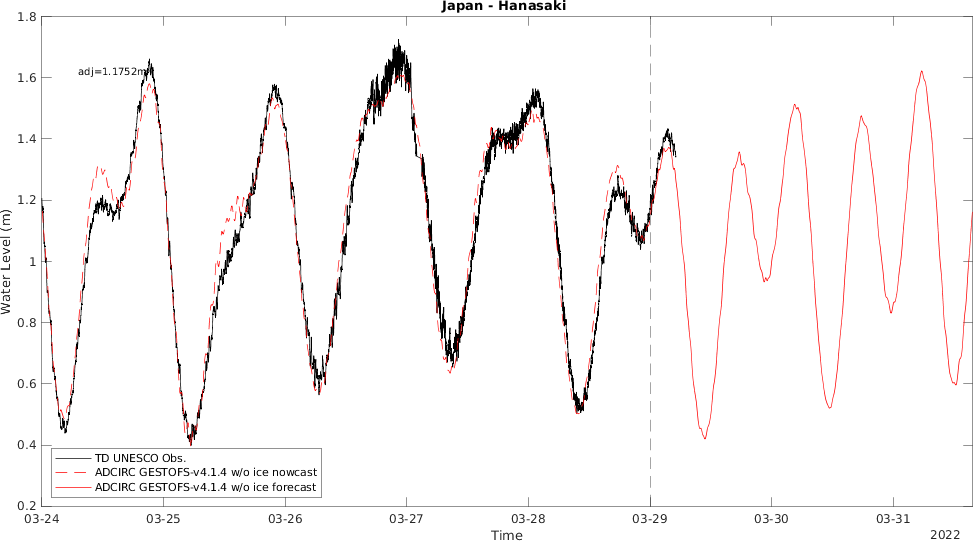 Japan - Hanasaki
1.8
1.6
1.4
1.2
1
0.8
0.6
0.4
0.2
Water Level (m)
adj=1.1752m
TD UNESCO Obs.
ADCIRC GESTOFS-v4.1.4 w/o ice nowcast
ADCIRC GESTOFS-v4.1.4 w/o ice forecast
03-24 03-25 03-26 03-27 03-28 03-29 03-30 03-31
Time
2022